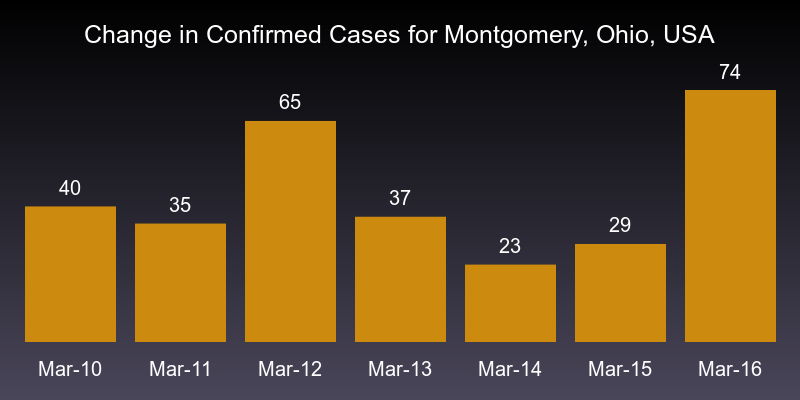 Change in Confirmed Cases for Montgomery, Ohio, USA
40 35 65 37 23 29 74
Mar-10 Mar-11 Mar-12 Mar-13 Mar-14 Mar-15 Mar-16